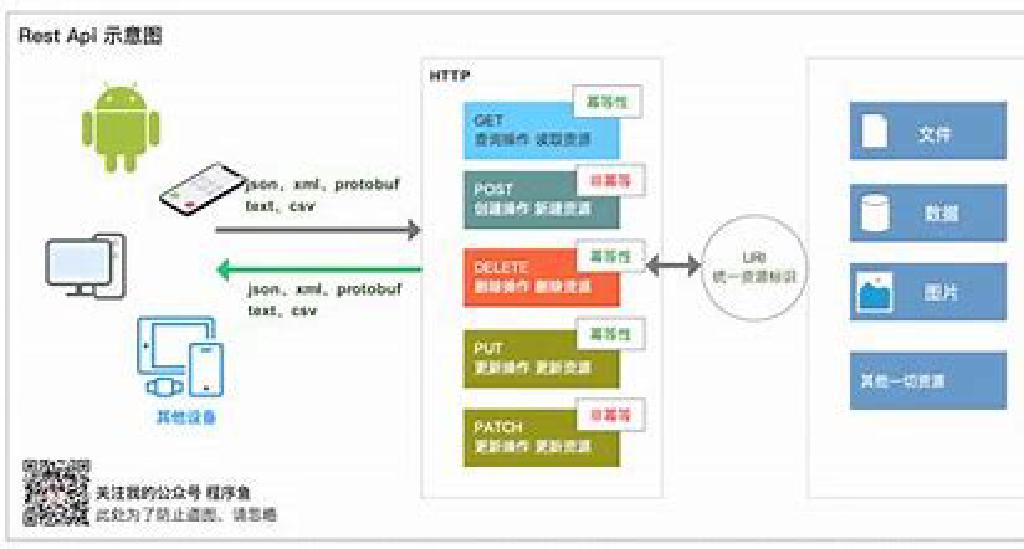 Rest Api 示意图
json、xml、protobuf
text、csv
json、xml、protobuf
text、csv
其他设备
关注我的公众号 程序鱼
此处为了防止盗图、请忽略
HTTP
幂等性
GET
查询操作 读取资源
非幂等
POST
创建操作 新建资源
幂等性
DELETE
删除操作 删除资源
幂等性
PUT
更新操作 更新资源
非幂等
PATCH
更新操作 更新资源
URI
统一资源标识
文件
数据
图片
其他一切资源